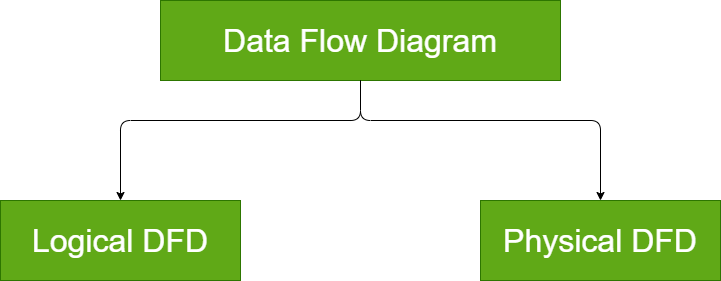 Data Flow Diagram
Logical DFD
Physical DFD